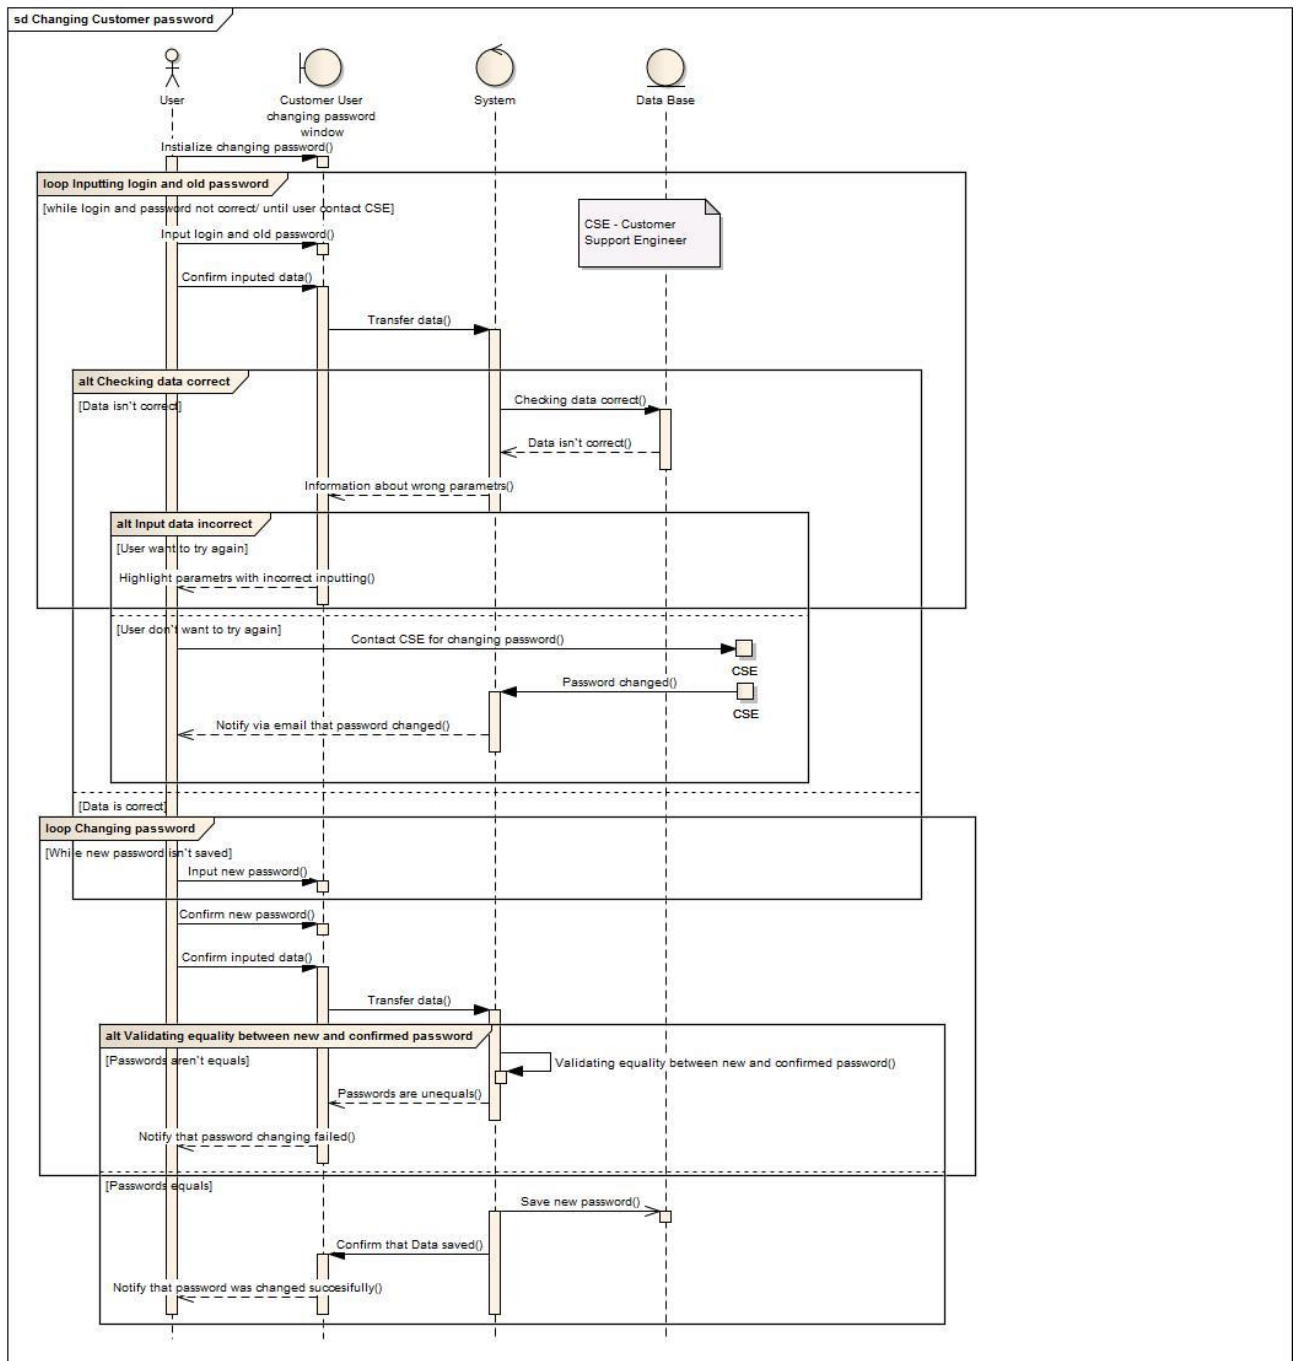 sd Changing Customer password
User
Customer User
changing password
window
System
Data Base
Instialize changing password()
loop Inputting login and old password
[while login and password not correct/ until user contact CSE]
CSE - Customer
Support Engineer
Input login and old password()
Confirm inputed data()
Transfer data()
alt Checking data correct
[Data isn't correct]
Checking data correct()
Data isn't correct()
Information about wrong parametrs()
alt Input data incorrect
[User want to try again]
Highlight parametrs with incorrect inputting()
[User don't want to try again]
Contact CSE for changing password()
CSE
Password changed()
CSE
Notify via email that password changed()
[Data is correct]
loop Changing password
[While new password isn't saved]
Input new password()
Confirm new password()
Confirm inputed data()
Transfer data()
alt Validating equality between new and confirmed password
[Passwords aren't equals]
Validating equality between new and confirmed password()
Passwords are unequals()
Notify that password changing failed()
[Passwords equals]
Save new password()
Confirm that Data saved()
Notify that password was changed succesifully()